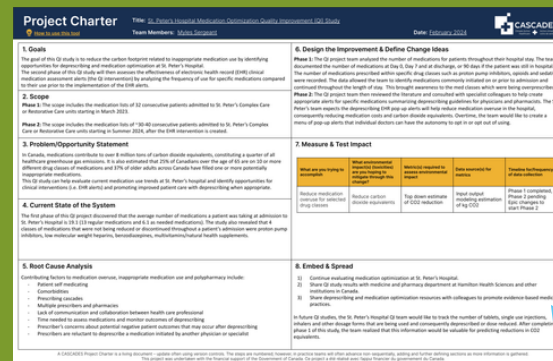 Project Charter
Title: St. Peter's Hospital Medication Optimization Quality Improvement (QI) Study
How to use this tool
Team Members: Myles Sergeant
Date: February 2024
CASCADES
1. Goals
The goal of this QI study is to reduce the carbon footprint related to inappropriate medication use by identifying
opportunities for deprescribing and medication optimization at St. Peter's Hospital.
The second phase of this QI study will then assesses the effectiveness of electronic health record (EHR) clinical
medication assessment alerts (the QI intervention) by analyzing the frequency of use for specific medications compared
to their use prior to the implementation of the EHR alerts.
2. Scope
Phase 1: The scope includes the medication lists of 32 consecutive patients admitted to St. Peter's Complex Care
or Restorative Care units starting in March 2023.
Phase 2: The scope includes the medication lists of ~30-40 consecutive patients admitted to St. Peter's Complex
Care or Restorative Care units starting in Summer 2024, after the EHR intervention is created.
3. Problem/Opportunity Statement
In Canada, medications contribute to over 8 million tons of carbon dioxide equivalents, constituting a quarter of all
healthcare greenhouse gas emissions. It is also estimated that 25% of Canadians over the age of 65 are on 10 or more
different drug classes of medications and 37% of older adults across Canada have filled one or more potentially
inappropriate medications.
This QI study can help evaluate current medication use trends at St. Peter's hospital and identify opportunities for
clinical interventions (i.e. EHR alerts) and promoting improved patient care with deprescribing when appropriate.
4. Current State of the System
The first phase of this QI project discovered that the average number of medications a patient was taking at admission to
St. Peter's Hospital is 19.1 (13 regular medications and 6.1 as needed medications). The study also revealed that 4
classes of medications that were not being reduced or discontinued throughout a patient's admission were proton pump
inhibitors, low molecular weight heparins, benzodiazepines, multivitamins/natural health supplements.
5. Root Cause Analysis
Contributing factors to medication overuse, inappropriate medication use and polypharmacy include:
- Patient self medicating
- Comorbidities
- Prescribing cascades
- Multiple prescribers and pharmacies
- Lack of communication and collaboration between health care professional
- Time needed to assess medications and monitor outcomes of deprescribing
- Prescriber's concerns about potential negative patient outcomes that may occur after deprescribing
- Prescribers are reluctant to deprescribe a medication initiated by another physician or specialist
6. Design the Improvement & Define Change Ideas
Phase 1: The QI project team analyzed the number of medications for patients throughout their hospital stay. The tea
documented the number of medications at Day 0, Day 7 and at discharge, or 90 days if the patient was still in hospital
The number of medications prescribed within specific drug classes such as proton pump inhibitors, opioids and sedati
were recorded. The data allowed the team to identify medications commonly initiated on or prior to admission and
continued throughout the length of stay. This brought awareness to the med classes which were being overprescribed
Phase 2: The QI project team then reviewed the literature and consulted with specialist colleagues to help create
appropriate alerts for specific medications summarizing deprescribing guidelines for physicians and pharmacists. The S
Peter's team expects the deprescribing EHR pop up alerts will help reduce medication overuse in the hospital,
consequently reducing medication costs and carbon dioxide equivalents. Overtime, the team would like to create a
menu of pop-up alerts that individual doctors can have the autonomy to opt in or opt out of using.
7. Measure & Test Impact
What are you trying to accomplish
What environmental impact(s) (direct/indirect) are you hoping to mitigate through this change?
Metric(s) required to assess environmental impact
Data source(s) for metrics
Timeline for/frequency of data collection
Reduce medication overuse for selected drug classes
Reduce carbon dioxide equivalents
Top down estimate of CO2 reduction
Input output modeling estimation of kg CO2
Phase 1 completed, Phase 2 pending Epic changes to start Phase 2
8. Embed & Spread
1) Continue evaluating medication optimization at St. Peter's Hospital.
2) Share QI study results with medicine and pharmacy department at Hamilton Health Sciences and other
institutions in Canada.
3) Share deprescribing and medication optimization resources with colleagues to promote evidence-based medic
practices.
In future QI studies, the St. Peter's Hospital QI team would like to track the number of tablets, single use injections,
inhalers and other dosage forms that are being used and consequently deprescribed or dose reduced. After completin
phase 1 of this study, the team realized that this information would be valuable for predicting reductions in CO2
equivalents.